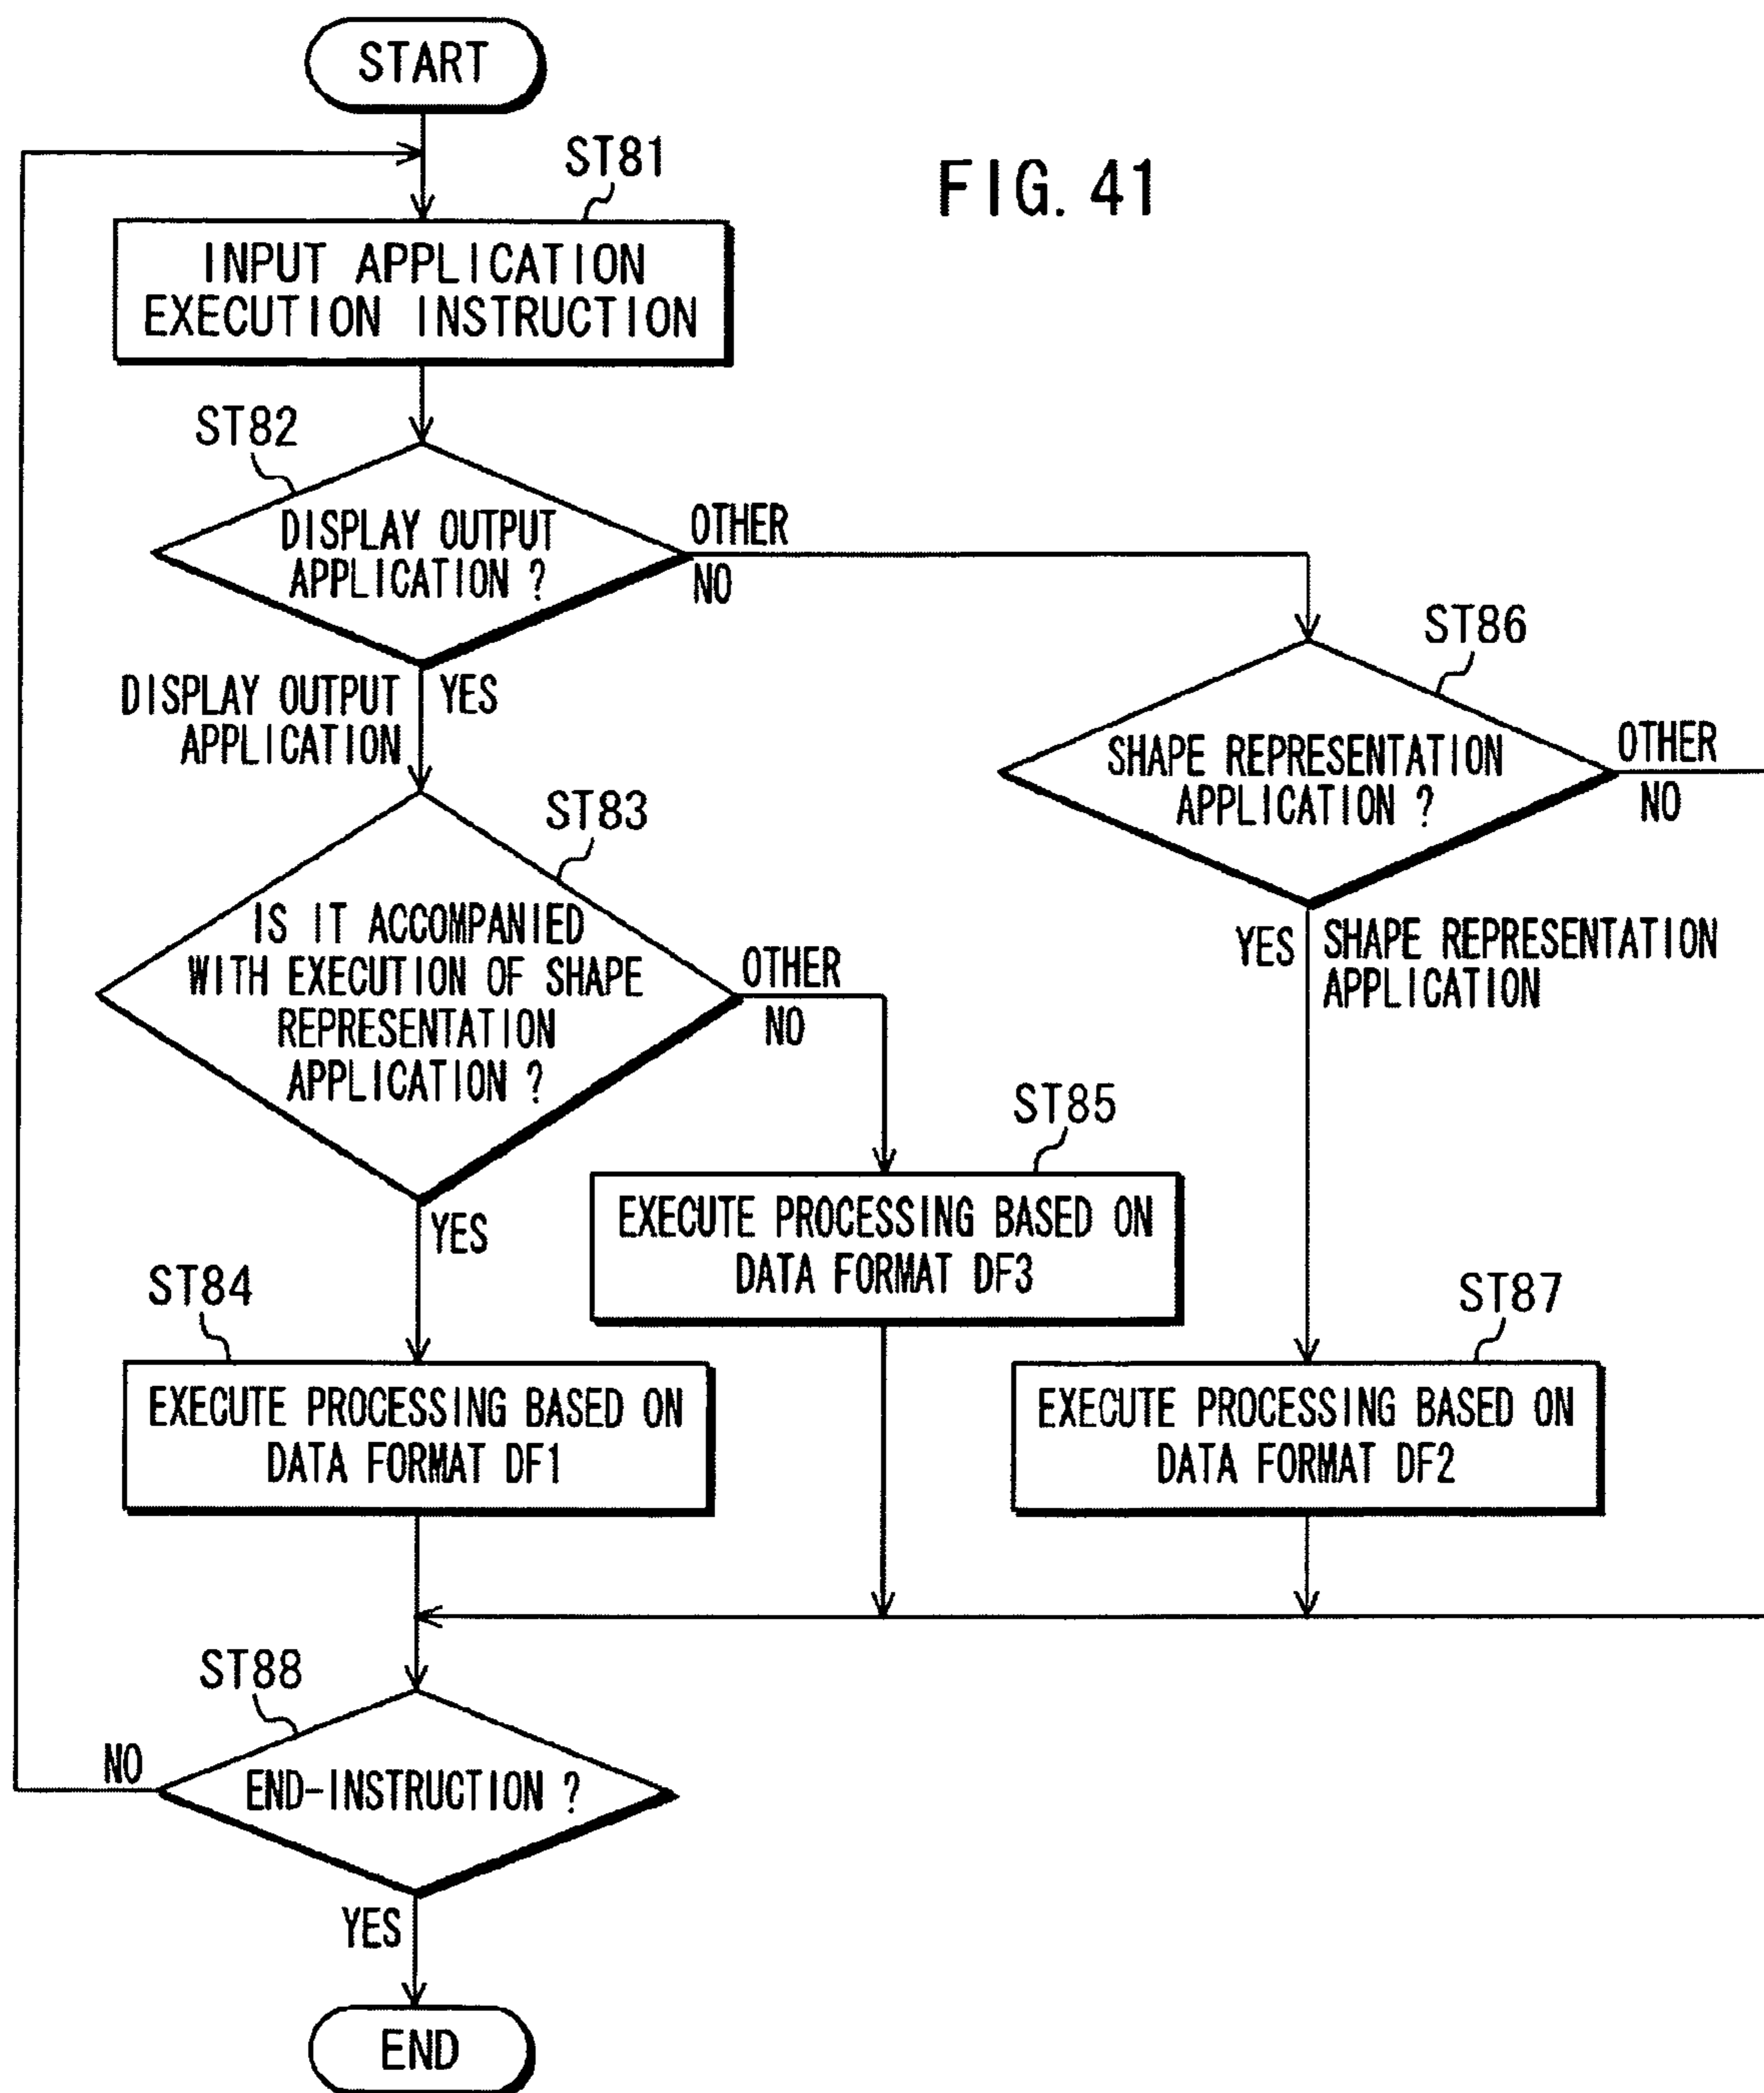 START
FIG. 41
ST81
INPUT APPLICATION
EXECUTION INSTRUCTION
ST82
DISPLAY OUTPUT
APPLICATION ?
OTHER
NO
DISPLAY OUTPUT
APPLICATION
YES
ST86
SHAPE REPRESENTATION
APPLICATION ?
OTHER
NO
YES
SHAPE REPRESENTATION
APPLICATION
ST83
IS IT ACCOMPANIED
WITH EXECUTION OF SHAPE
REPRESENTATION
APPLICATION ?
OTHER
NO
YES
ST85
EXECUTE PROCESSING BASED ON
DATA FORMAT DF3
ST84
EXECUTE PROCESSING BASED ON
DATA FORMAT DF1
ST87
EXECUTE PROCESSING BASED ON
DATA FORMAT DF2
ST88
END-INSTRUCTION ?
NO
YES
END